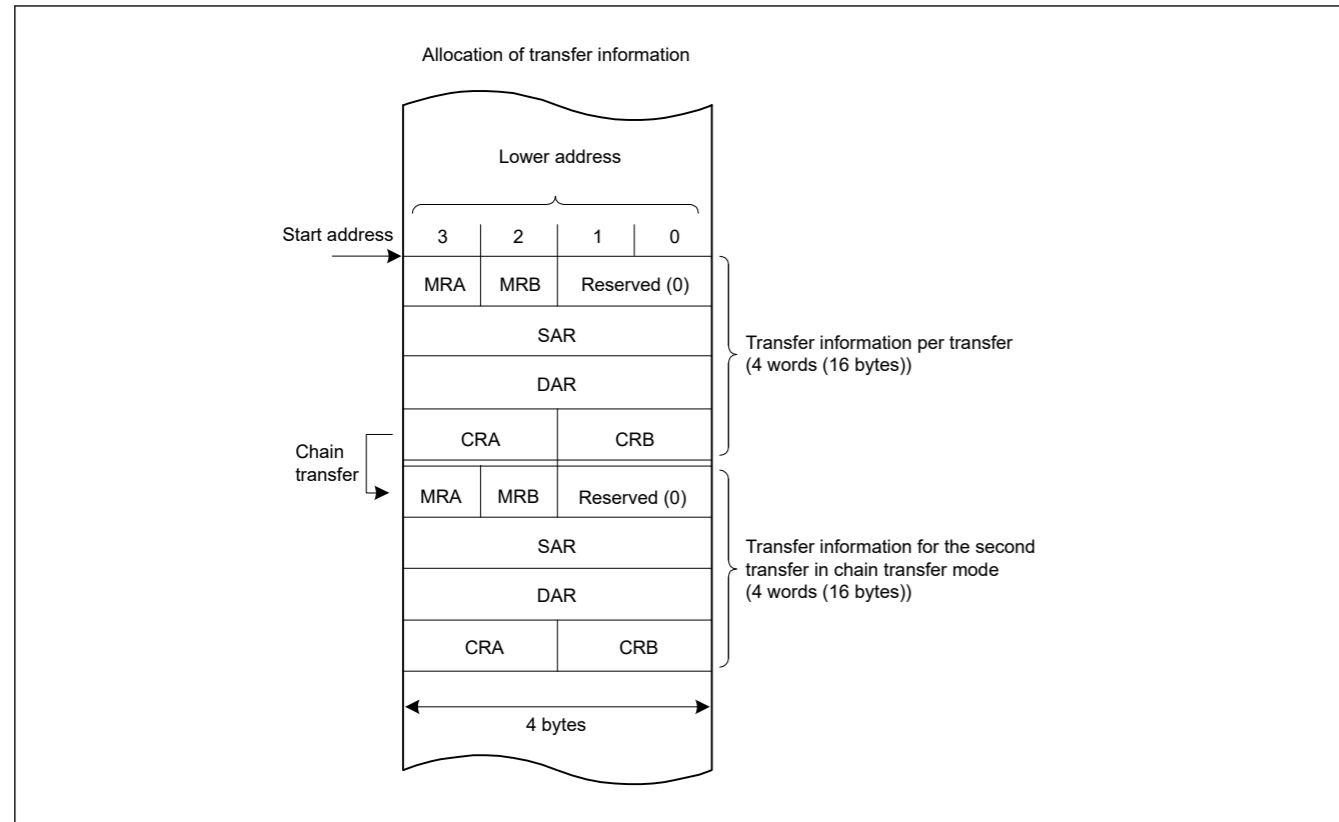 Allocation of transfer information
Lower address
Start address
3 2 1 0
MRA MRB Reserved (0)
SAR
DAR
CRA CRB
Transfer information per transfer
(4 words (16 bytes))
Chain
transfer
MRA MRB Reserved (0)
SAR
DAR
CRA CRB
Transfer information for the second
transfer in chain transfer mode
(4 words (16 bytes))
4 bytes